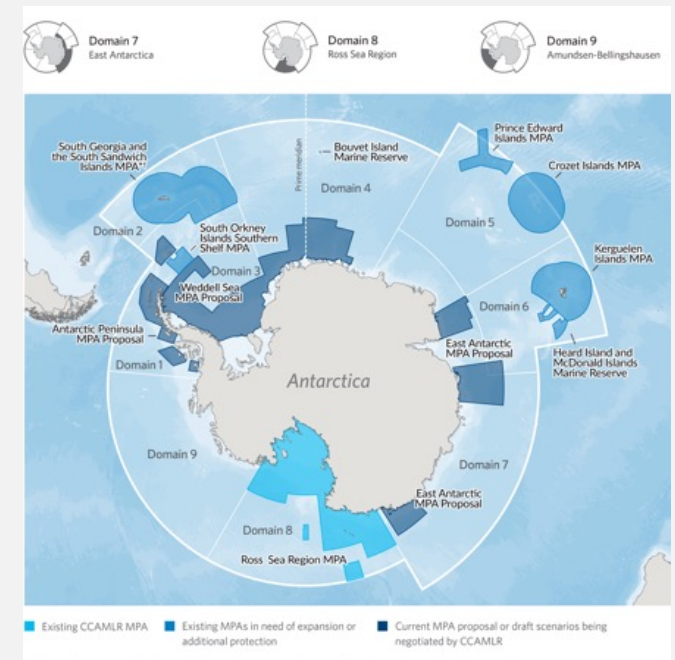 Domain 7
East Antarctica
Domain 8
Ross Sea Region
Domain 9
Amundsen-Bellingshausen
South Georgia and
the South Sandwich
Islands MPA*†
Prime meridian
Bouvet Island
Marine Reserve
Domain 4
Prince Edward
Islands MPA
Crozet Islands MPA
Domain 2
South Orkney
Islands Southern
Shelf MPA
Domain 5
Domain 3
Weddell Sea
MPA Proposal
Kerguelen
Islands MPA
Domain 6
Antarctic Peninsula
MPA Proposal
East Antarctic
MPA Proposal
Heard Island and
McDonald Islands
Marine Reserve
Domain 1
Antarctica
Domain 9
Domain 7
East Antarctic
MPA Proposal
Domain 8
Ross Sea Region MPA
Existing CCAMLR MPA
Existing MPAs in need of expansion or
additional protection
Current MPA proposal or draft scenarios being
negotiated by CCAMLR